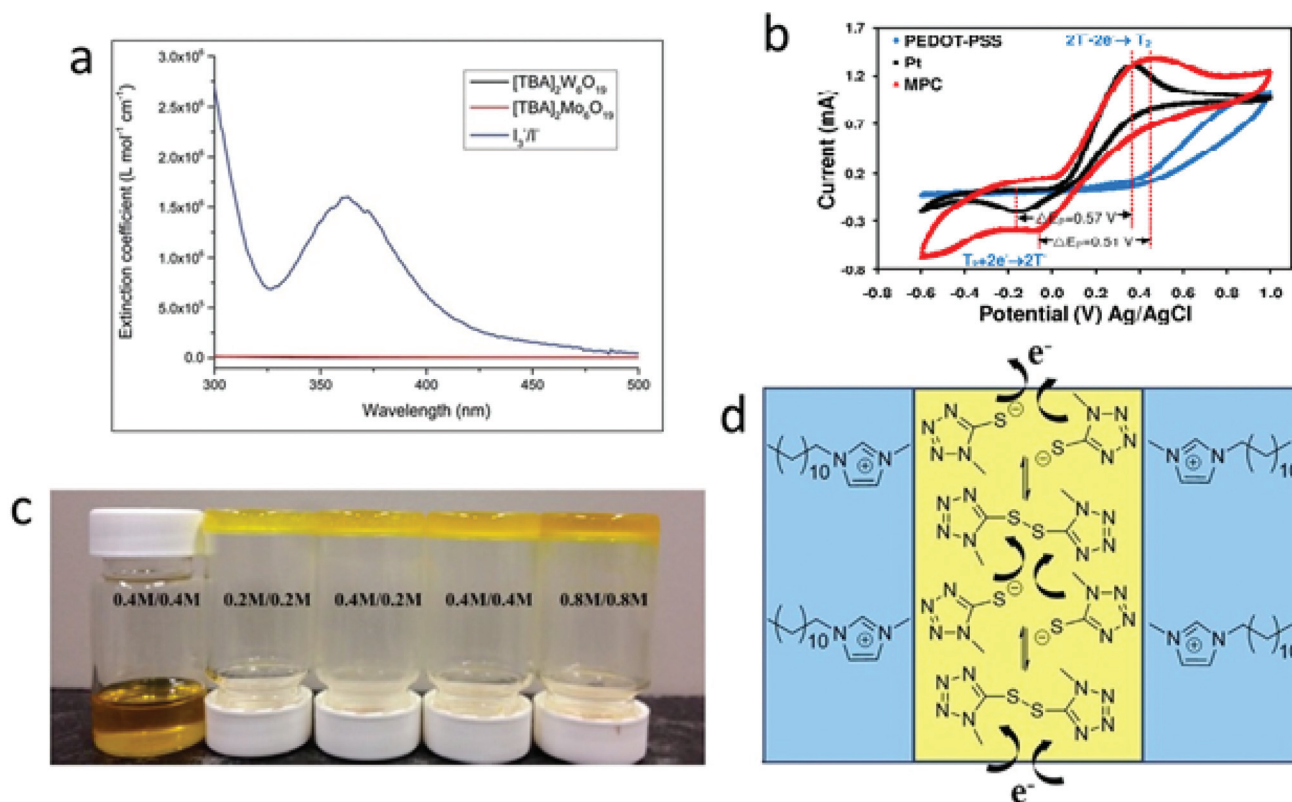 a
3.0x10⁶
2.5x10⁶
2.0x10⁶
1.5x10⁶
1.0x10⁶
5.0x10⁵
0.0
Extinction coefficient (L mol⁻¹ cm⁻¹)
[TBA]₂W₆O₁₉
[TBA]₂Mo₆O₁₉
I₃⁻/I⁻
300 350 400 450 500
Wavelength (nm)
b
PEDOT-PSS
Pt
MPC
2T⁻-2e⁻→ T₂
1.7
1.2
0.7
0.2
-0.3
-0.8
Current (mA)
△Eₚ=0.57 V
△Eₚ=0.51 V
T₂+2e⁻→2T⁻
-0.8 -0.6 -0.4 -0.2 0.0 0.2 0.4 0.6 0.8 1.0
Potential (V) Ag/AgCl
c
0.4M/0.4M 0.2M/0.2M 0.4M/0.2M 0.4M/0.4M 0.8M/0.8M
d
e⁻
N N N N S ⊖ N N N N S ⊖
10 N N ⊕ N N ⊕ 10
N N N N S S N N N N
N N N N S ⊖ N N N N S ⊖
10 N N ⊕ N N ⊕ 10
N N N N S S N N N N
e⁻